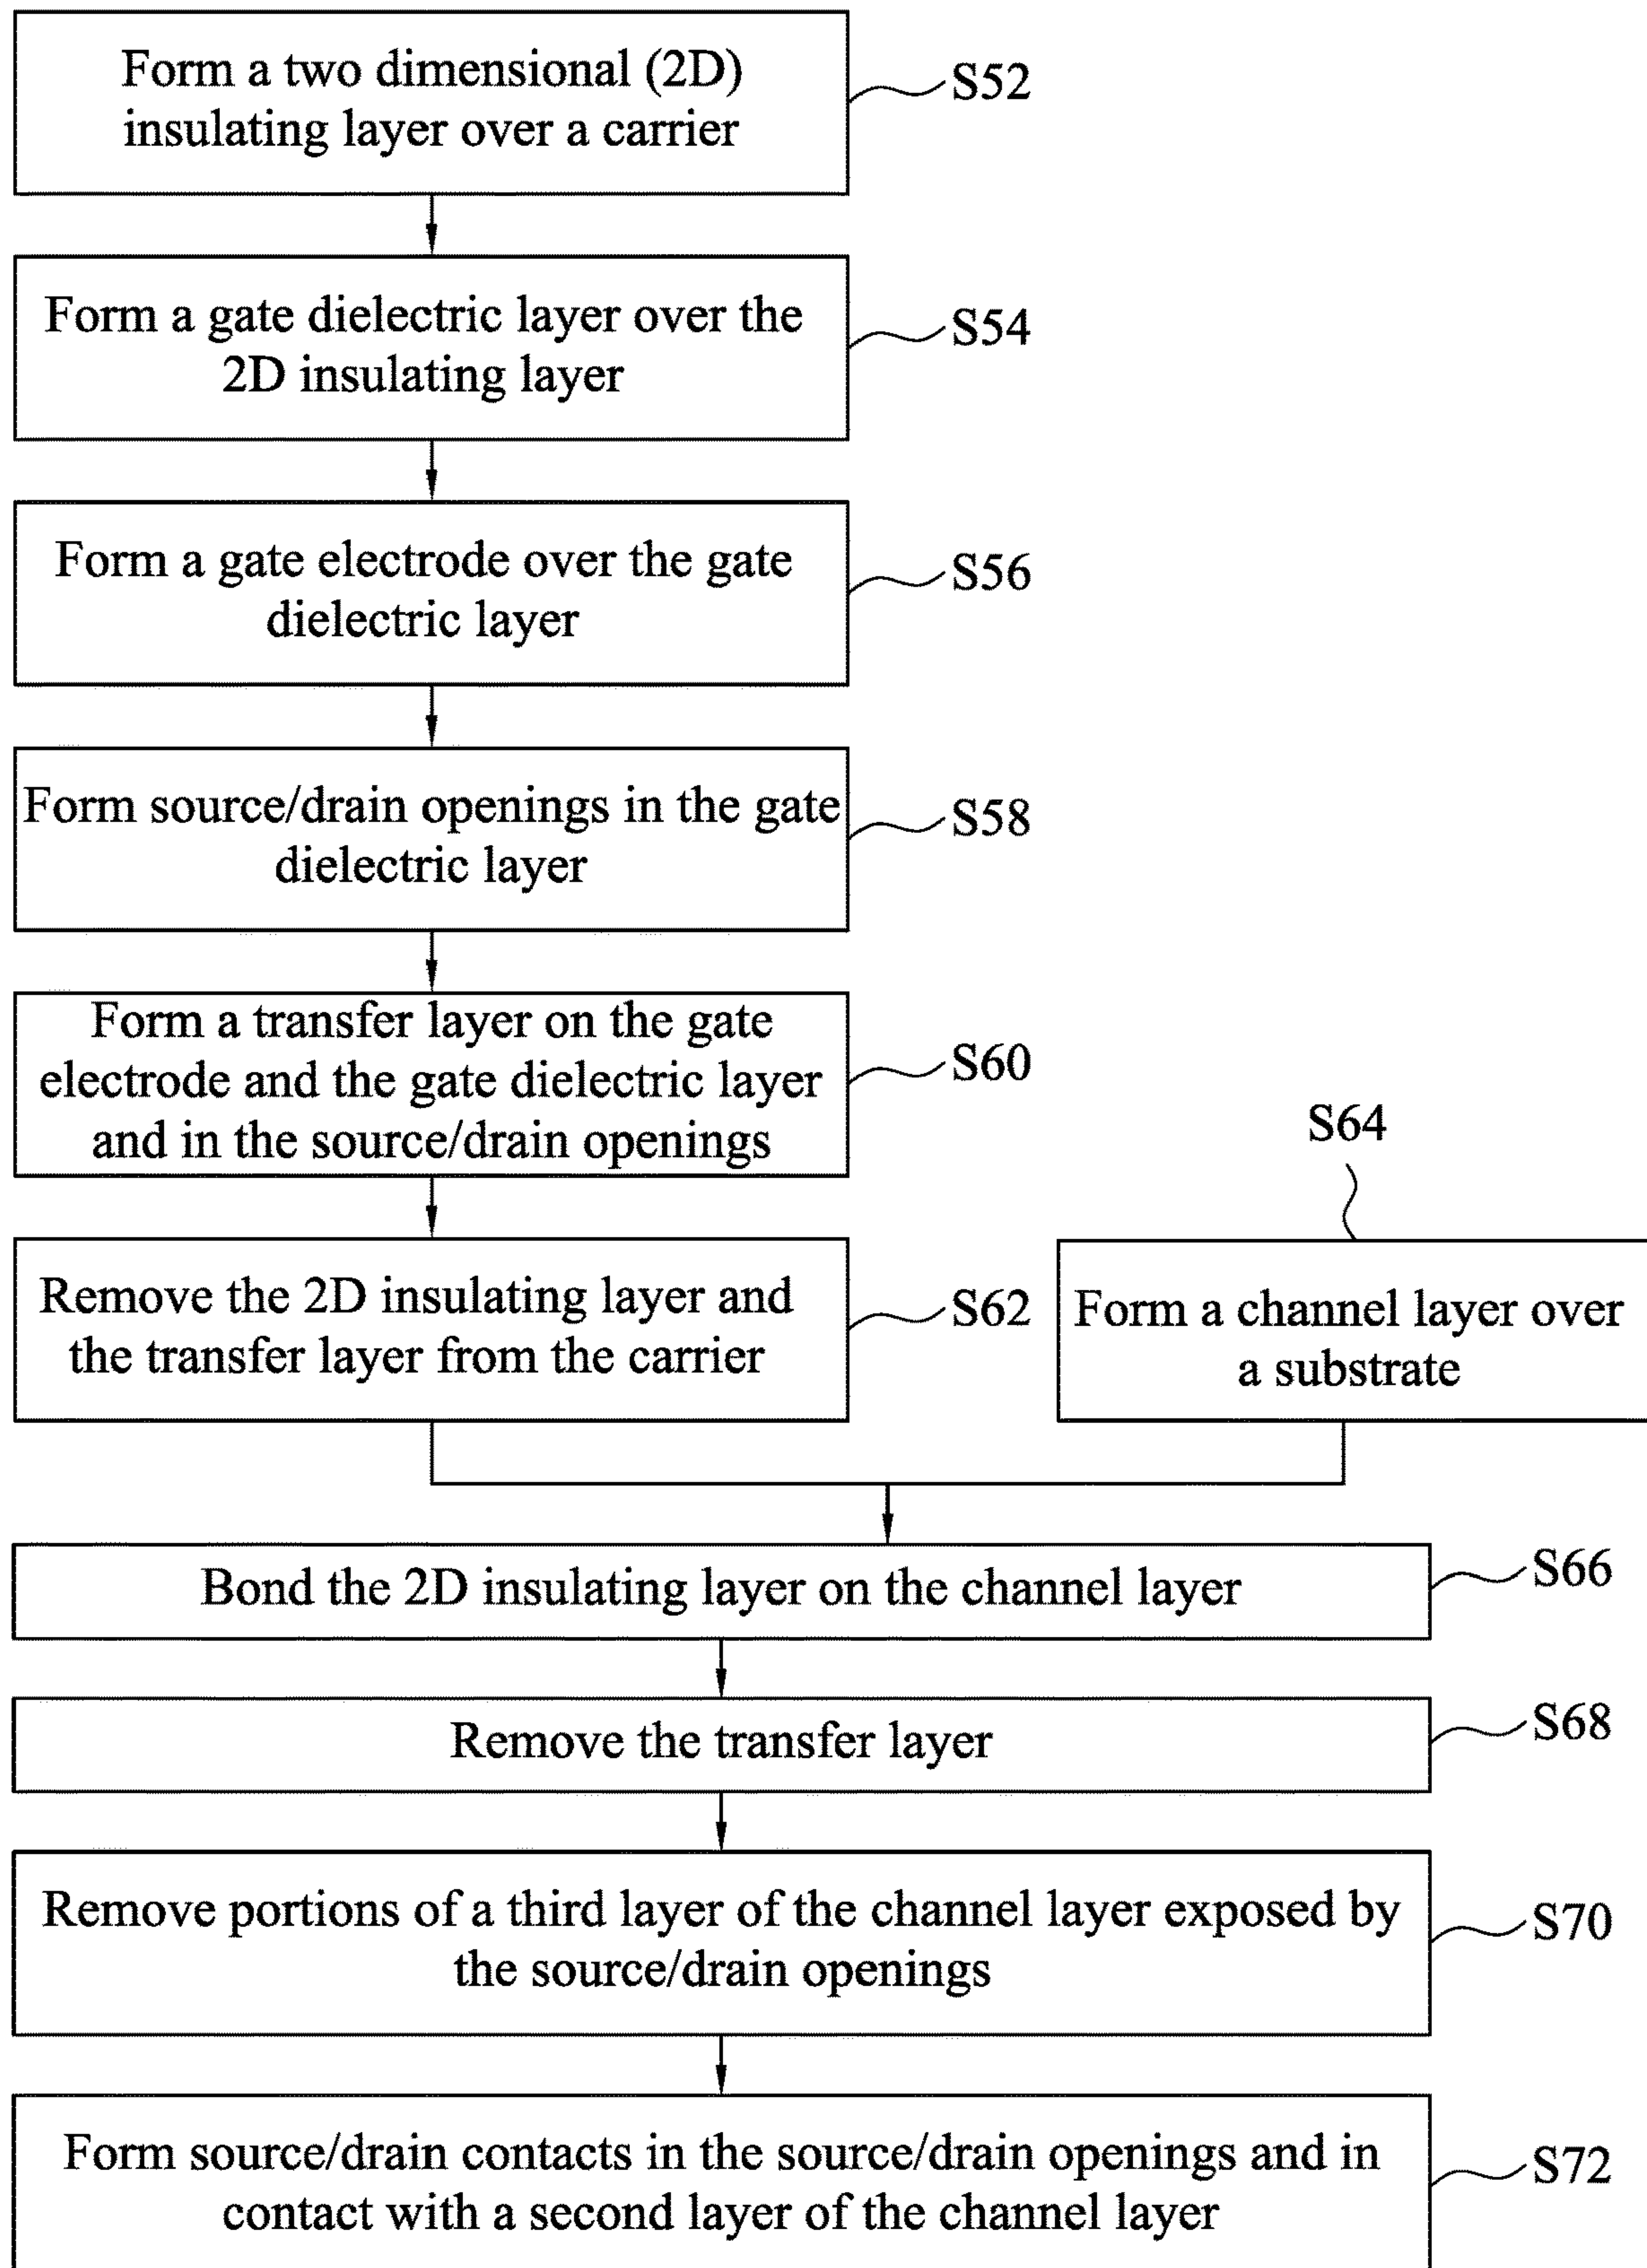 Form a two dimensional (2D)
insulating layer over a carrier
S52
Form a gate dielectric layer over the
2D insulating layer
S54
Form a gate electrode over the gate
dielectric layer
S56
Form source/drain openings in the gate
dielectric layer
S58
Form a transfer layer on the gate
electrode and the gate dielectric layer
and in the source/drain openings
S60
Remove the 2D insulating layer and
the transfer layer from the carrier
S62
S64
Form a channel layer over
a substrate
Bond the 2D insulating layer on the channel layer
S66
Remove the transfer layer
S68
Remove portions of a third layer of the channel layer exposed by
the source/drain openings
S70
Form source/drain contacts in the source/drain openings and in
contact with a second layer of the channel layer
S72